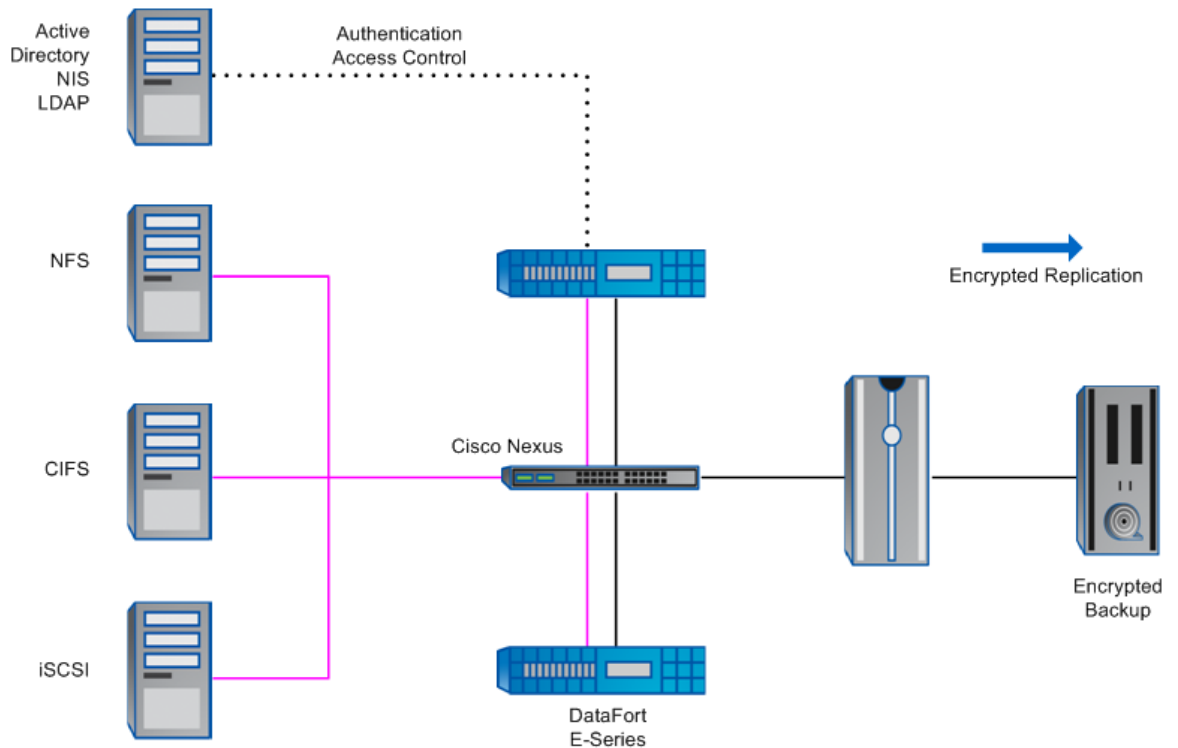 Active
Directory
NIS
LDAP
Authentication
Access Control
NFS
Encrypted Replication
CIFS
Cisco Nexus
Encrypted
Backup
iSCSI
DataFort
E-Series